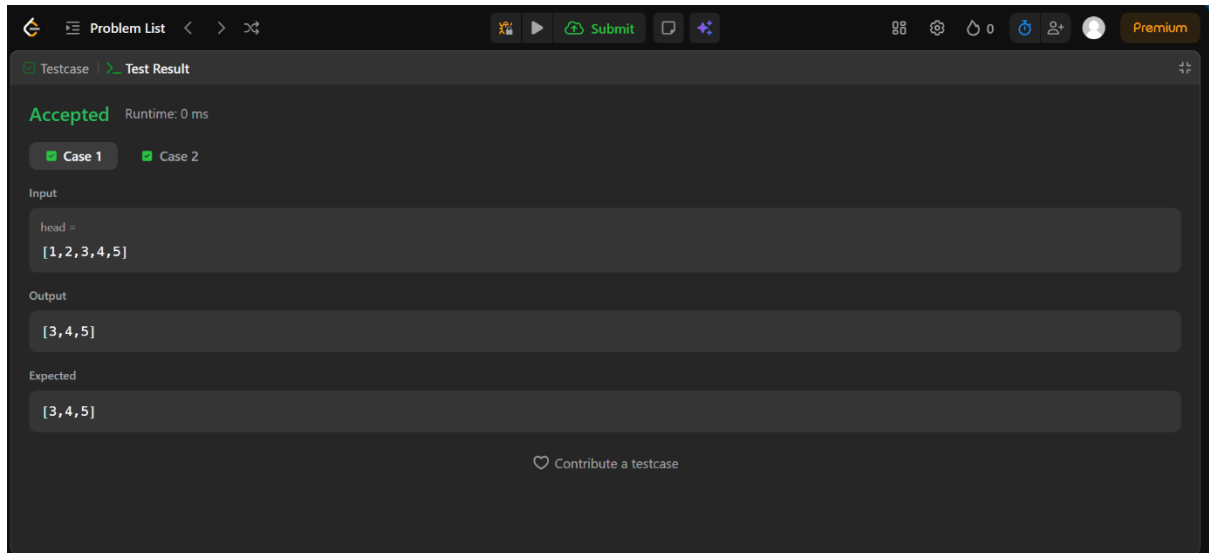 Problem List Submit 0 Premium
Testcase | >_ Test Result
Accepted Runtime: 0 ms
Case 1 Case 2
Input
head =
[1,2,3,4,5]
Output
[3,4,5]
Expected
[3,4,5]
Contribute a testcase